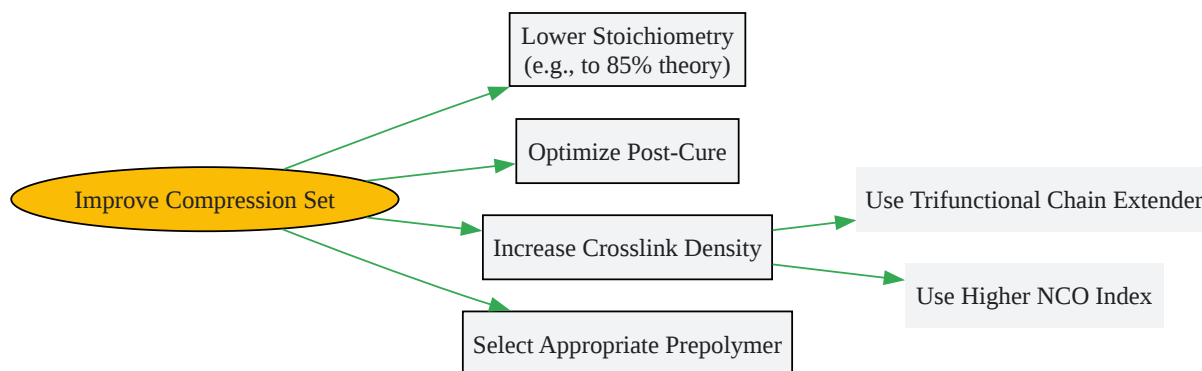 Lower Stoichiometry
(e.g., to 85% theory)
Optimize Post-Cure
Improve Compression Set
Use Trifunctional Chain Extender
Increase Crosslink Density
Use Higher NCO Index
Select Appropriate Prepolymer